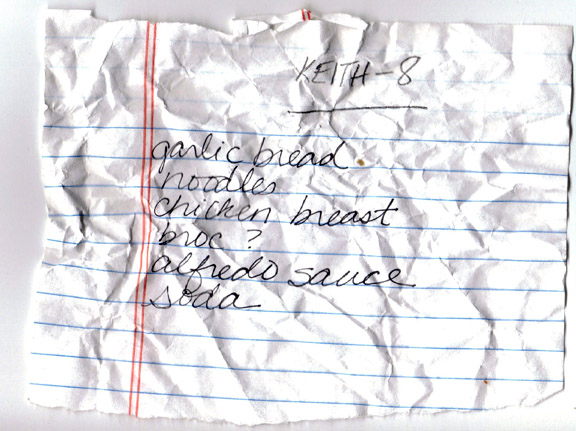 KEITH-8
garlic bread
noodles
chicken breast
broc ?
alfredo sauce
soda